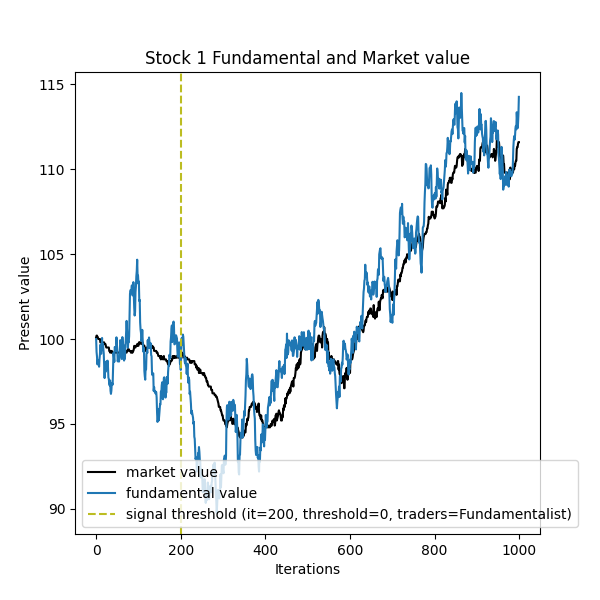 Stock 1 Fundamental and Market value
115
110
105
100
95
90
Present value
market value
fundamental value
signal threshold (it=200, threshold=0, traders=Fundamentalist)
0 200 400 600 800 1000
Iterations